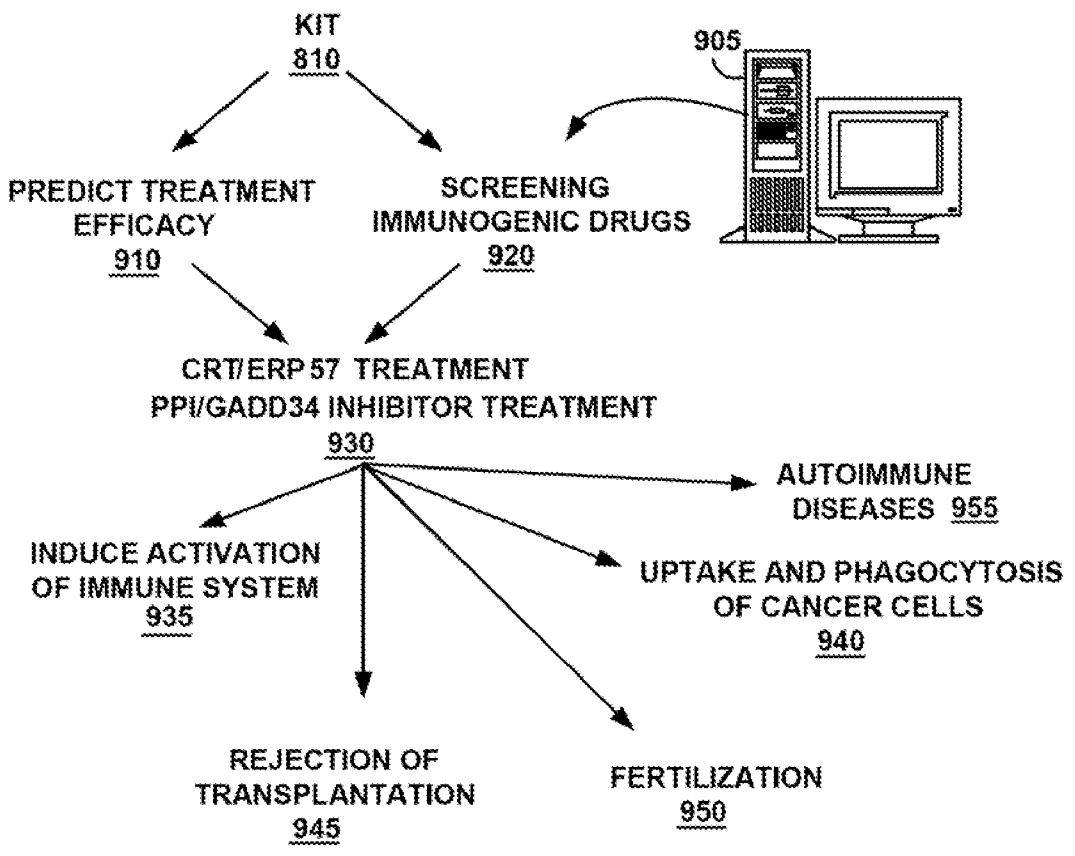 KIT
810
905
PREDICT TREATMENT
EFFICACY
910
SCREENING
IMMUNOGENIC DRUGS
920
CRT/ERP 57 TREATMENT
PPI/GADD34 INHIBITOR TREATMENT
930
AUTOIMMUNE
DISEASES 955
INDUCE ACTIVATION
OF IMMUNE SYSTEM
935
UPTAKE AND PHAGOCYTOSIS
OF CANCER CELLS
940
REJECTION OF
TRANSPLANTATION
945
FERTILIZATION
950